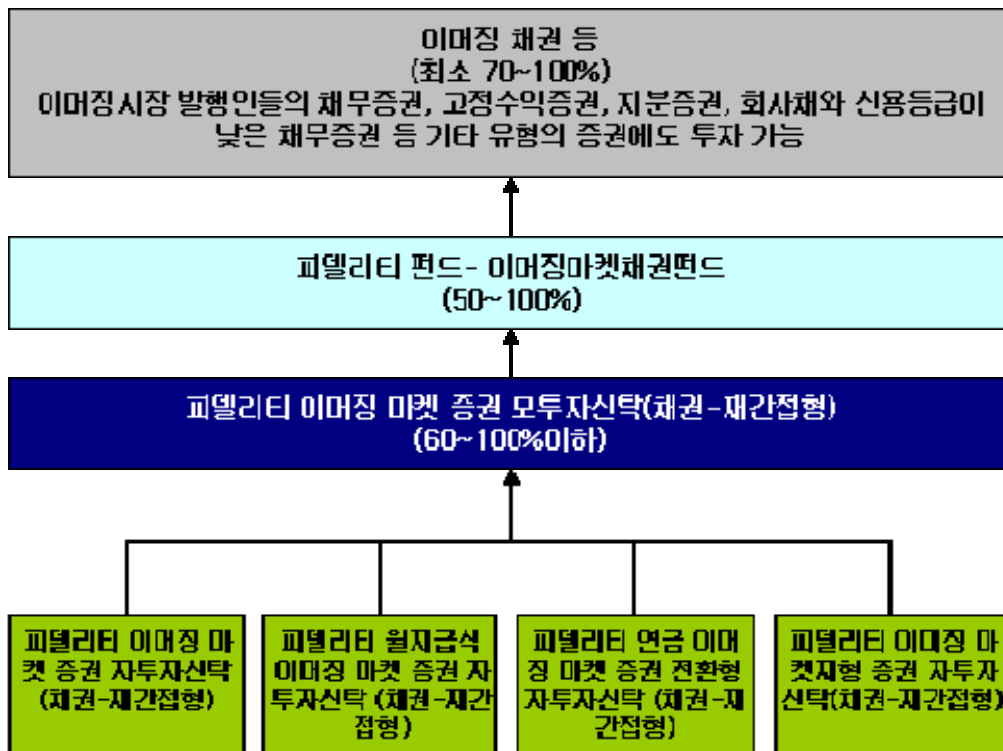 이머징 채권 등
(최소 70~100%)
이머징시장 발행인들의 채무증권, 고정수익증권, 지분증권, 회사채와 신용등급이
낮은 채무증권 등 기타 유형의 증권에도 투자 가능
피델리티 펀드- 이머징마켓채권펀드
(50~100%)
피델리티 이머징 마켓 증권 모투자신탁(채권-재간접형)
(60~100%이하)
피델리티 이머징 마
켓 증권 자투자신탁
(채권-재간접형)
피델리티 월지급식
이머징 마켓 증권 자
투자신탁 (채권-재간
접형)
피델리티 연금 이머
징 마켓 증권 전환형
자투자신탁 (채권-재
간접형)
피델리티 이머징 마
증권 자투자
신탁(채권-재간접형)